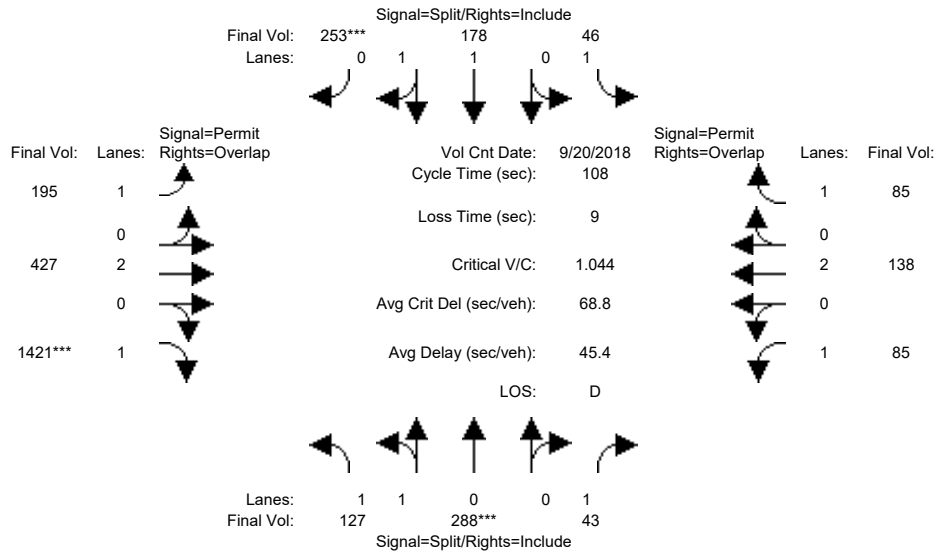 Signal=Split/Rights=Include
Final Vol: 253*** 178 46
Lanes: 0 1 1 0 1
Signal=Permit Signal=Permit
Final Vol: Lanes: Rights=Overlap Vol Cnt Date: 9/20/2018 Rights=Overlap Lanes: Final Vol:
Cycle Time (sec): 108
195 1 1 85
Loss Time (sec): 9
0 0
427 2 Critical V/C: 1.044 2 138
0 Avg Crit Del (sec/veh): 68.8 0
1421*** 1 Avg Delay (sec/veh): 45.4 1 85
LOS: D
Lanes: 1 1 0 0 1
Final Vol: 127 288*** 43
Signal=Split/Rights=Include